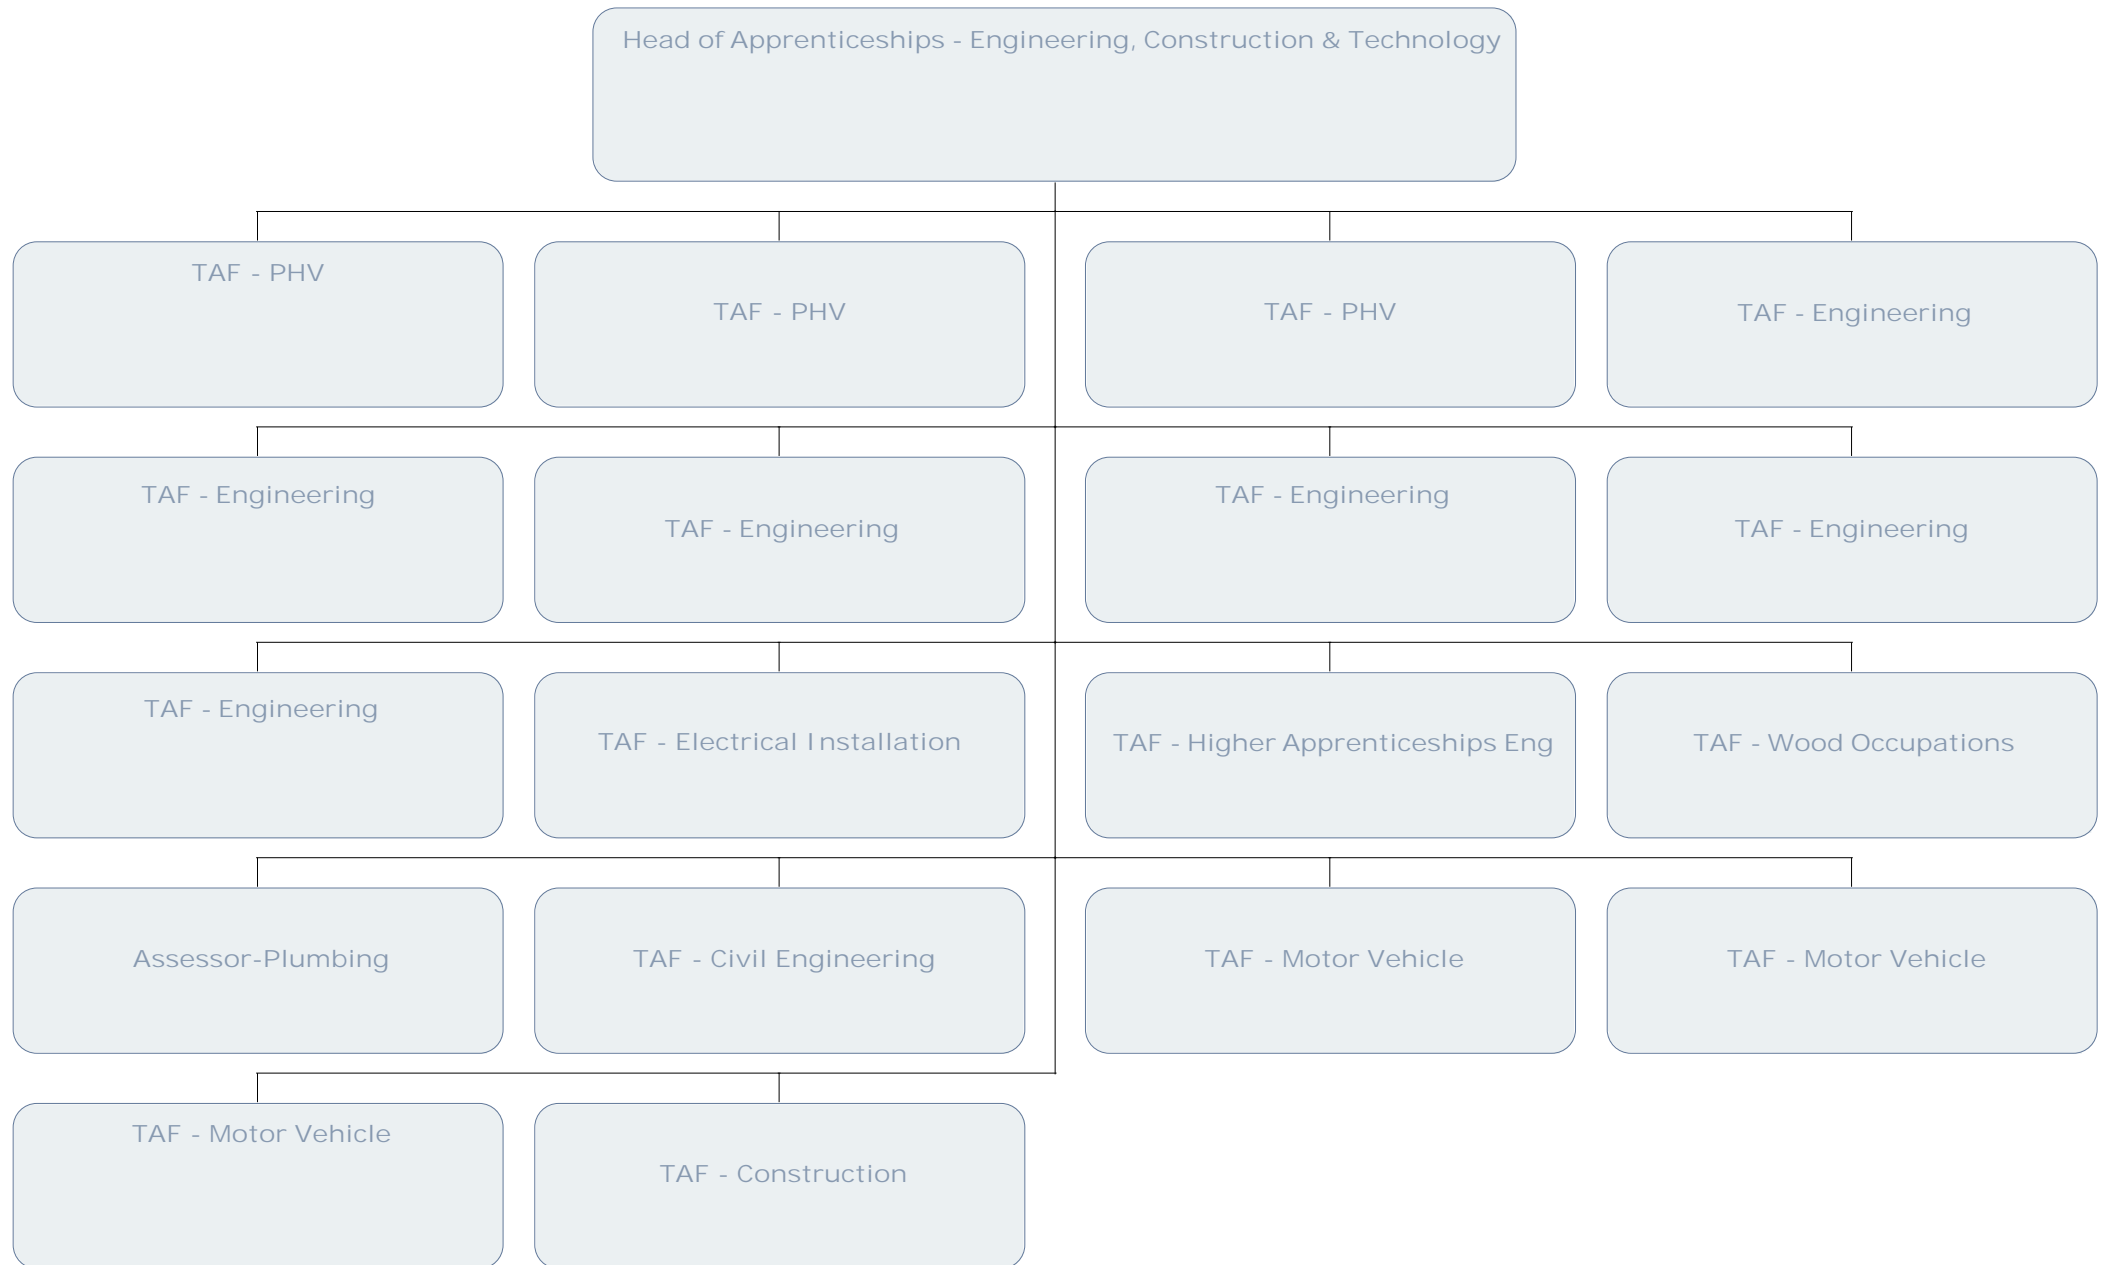 Head of Apprenticeships - Engineering, Construction & Technology
TAF - PHV
TAF - PHV
TAF - PHV
TAF - Engineering
TAF - Engineering
TAF - Engineering
TAF - Engineering
TAF - Engineering
TAF - Engineering
TAF - Electrical Installation
TAF - Higher Apprenticeships Eng
TAF - Wood Occupations
Assessor-Plumbing
TAF - Civil Engineering
TAF - Motor Vehicle
TAF - Motor Vehicle
TAF - Motor Vehicle
TAF - Construction